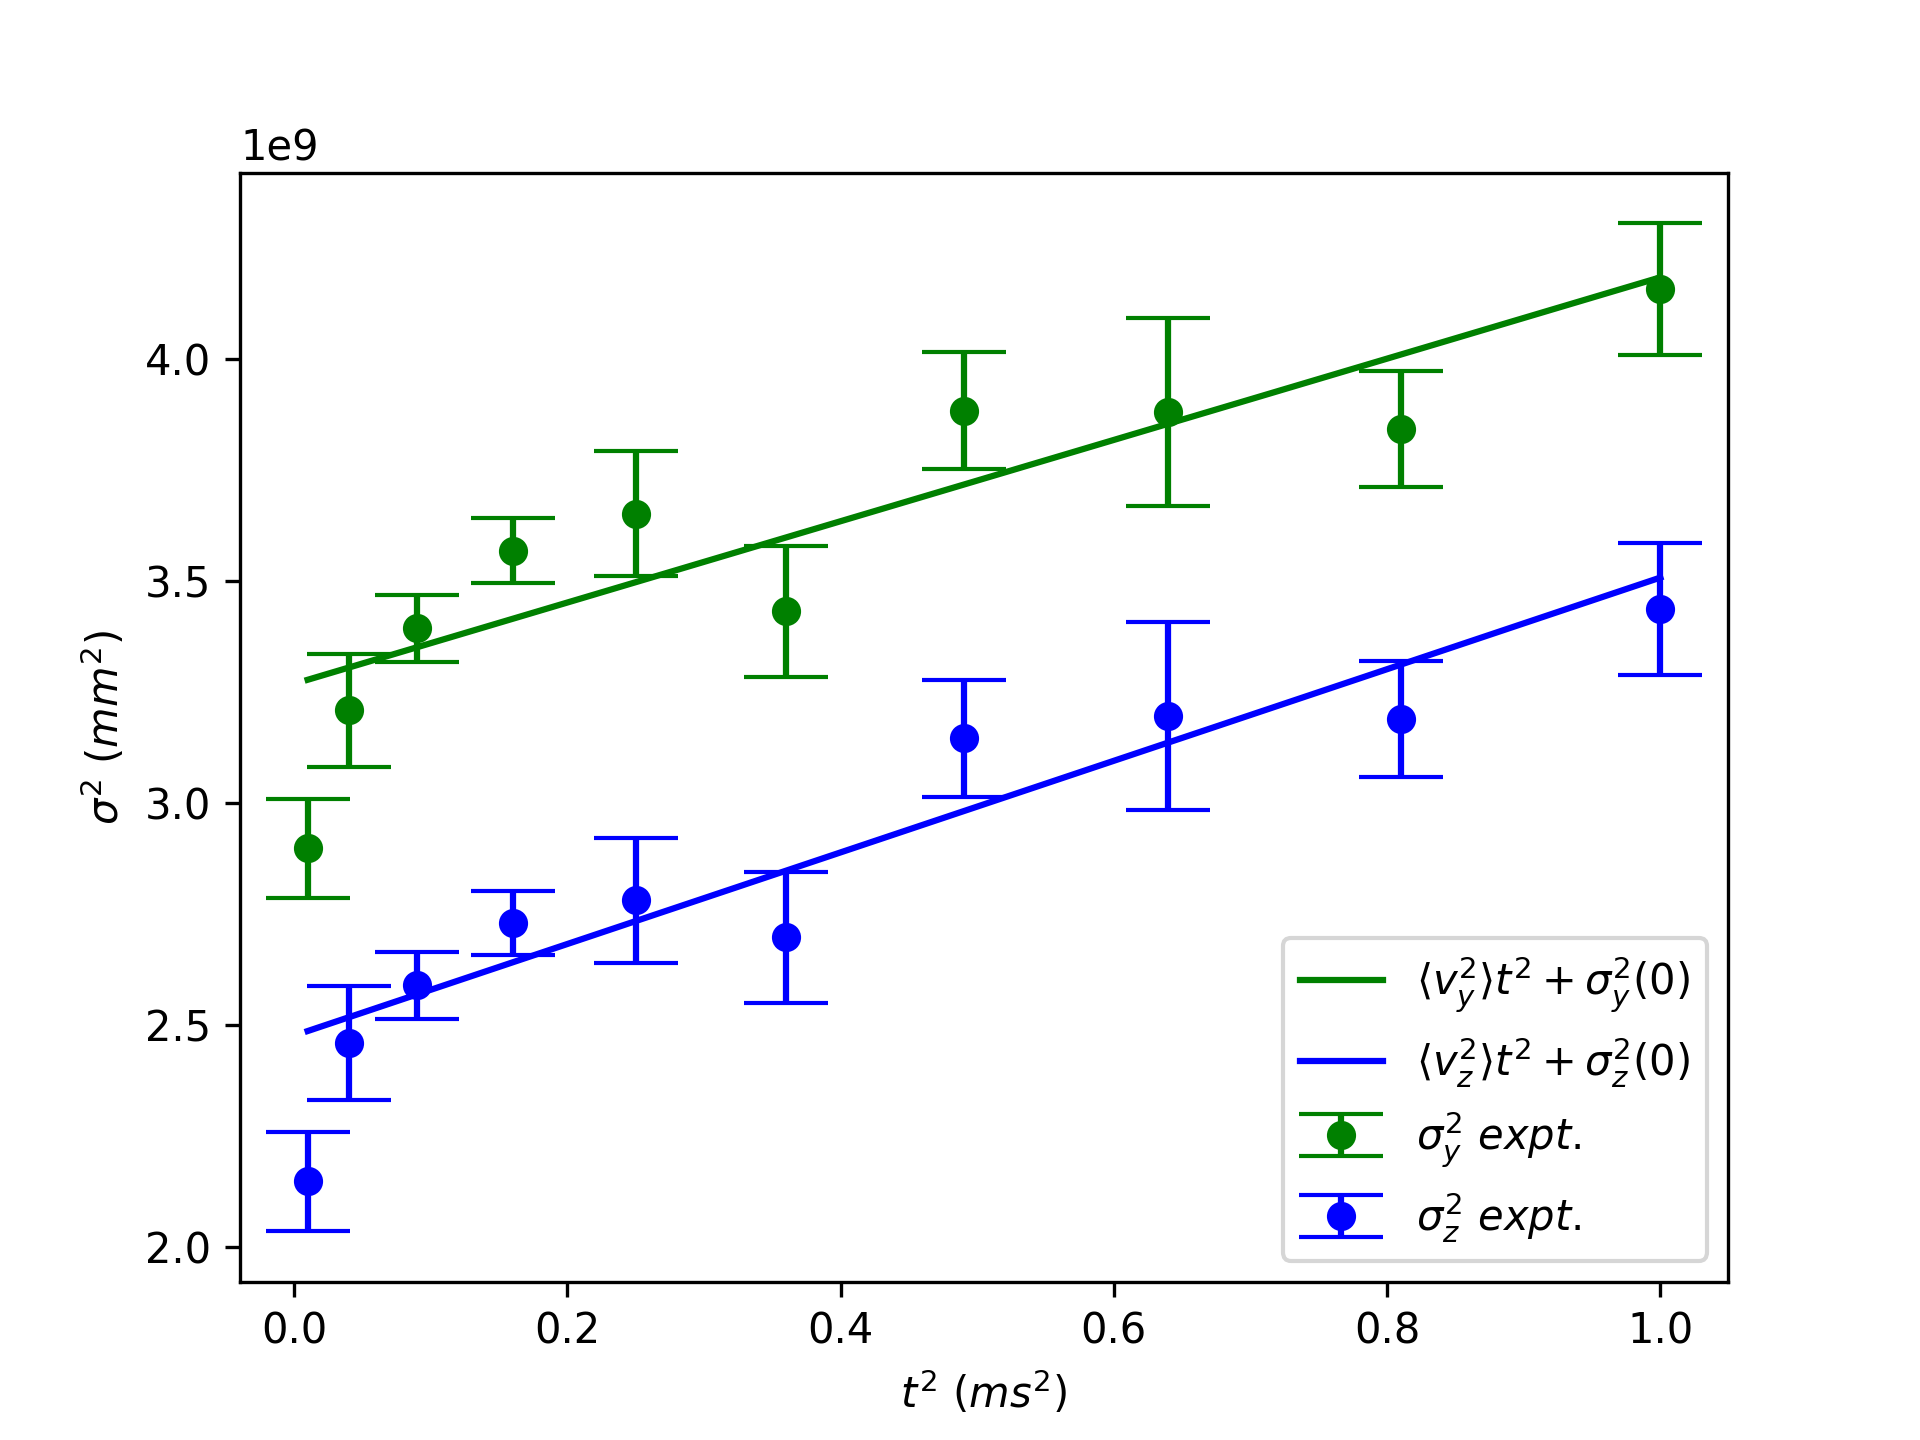 1e9
4.0
3.5
3.0
2.5
2.0
σ² (mm²)
0.0 0.2 0.4 0.6 0.8 1.0
t² (ms²)
⟨v_y²⟩t² + σ_y²(0)
⟨v_z²⟩t² + σ_z²(0)
σ_y² expt.
σ_z² expt.